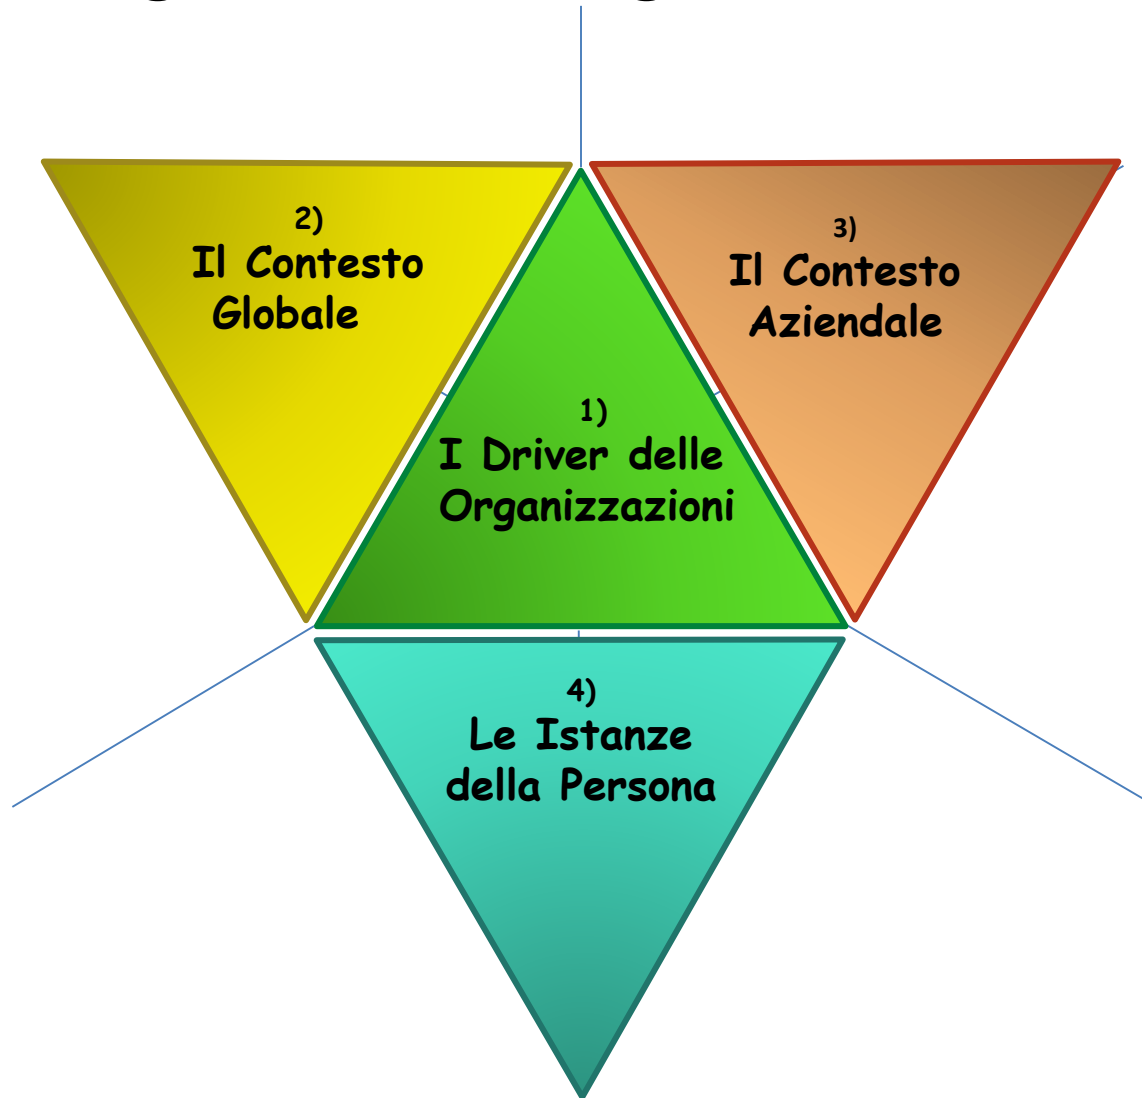 2)
Il Contesto
Globale
3)
Il Contesto
Aziendale
1)
I Driver delle
Organizzazioni
4)
Le Istanze
della Persona